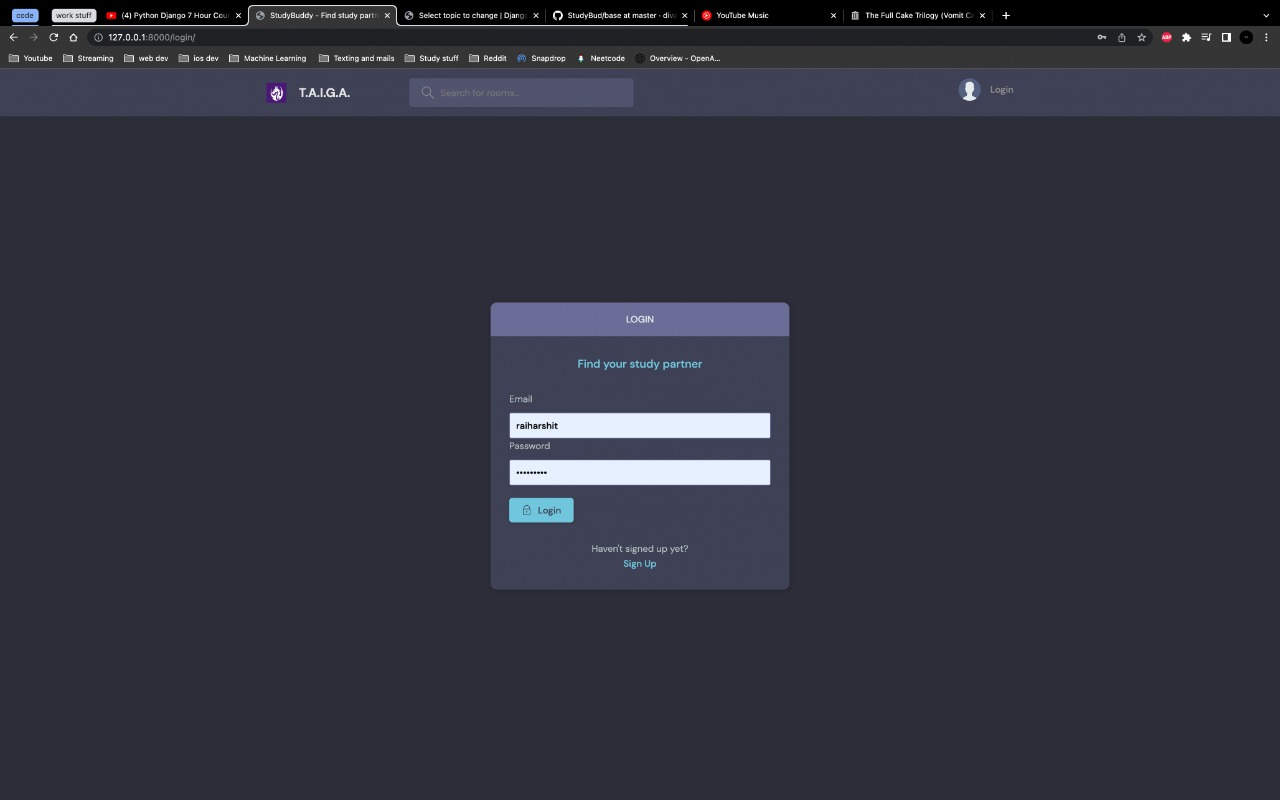 code
work stuff
(4) Python Django 7 Hour Cou
StudyBuddy - Find study partn
Select topic to change | Djang
StudyBud/base at master · div
YouTube Music
The Full Cake Trilogy (Vomit Ca
127.0.0.1:8000/login/
ABP
Youtube
Streaming
web dev
ios dev
Machine Learning
Texting and mails
Study stuff
Reddit
Snapdrop
Neetcode
Overview - OpenA...
T.A.I.G.A.
Search for rooms...
Login
LOGIN
Find your study partner
Email
raiharshit
Password
•••••••••
Login
Haven't signed up yet?
Sign Up